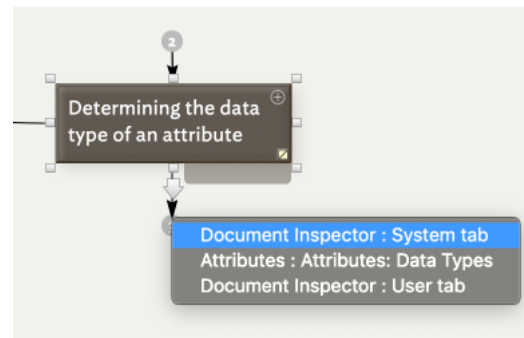 2
Determining the data
type of an attribute
Document Inspector : System tab
Attributes : Attributes: Data Types
Document Inspector : User tab